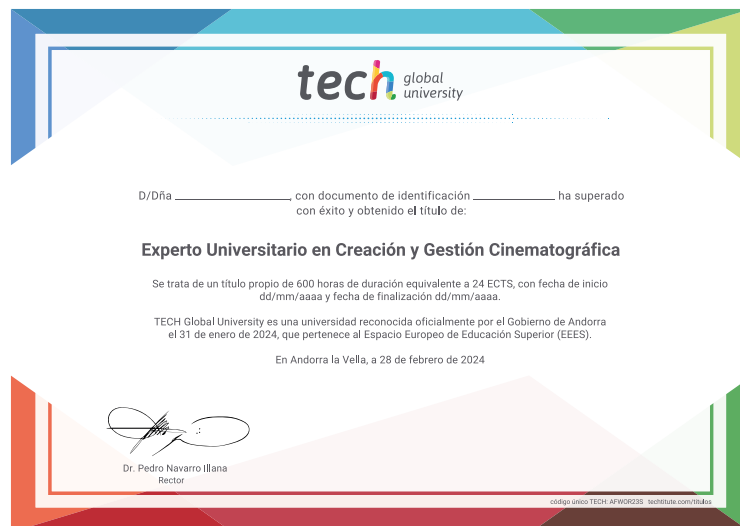 tech global university
D/Dña ____________________, con documento de identificación ______________ ha superado
con éxito y obtenido el título de:
Experto Universitario en Creación y Gestión Cinematográfica
Se trata de un título propio de 600 horas de duración equivalente a 24 ECTS, con fecha de inicio
dd/mm/aaaa y fecha de finalización dd/mm/aaaa.
TECH Global University es una universidad reconocida oficialmente por el Gobierno de Andorra
el 31 de enero de 2024, que pertenece al Espacio Europeo de Educación Superior (EEES).
En Andorra la Vella, a 28 de febrero de 2024
Dr. Pedro Navarro Illana
Rector
código único TECH: AFWOR23S techtitute.com/titulos